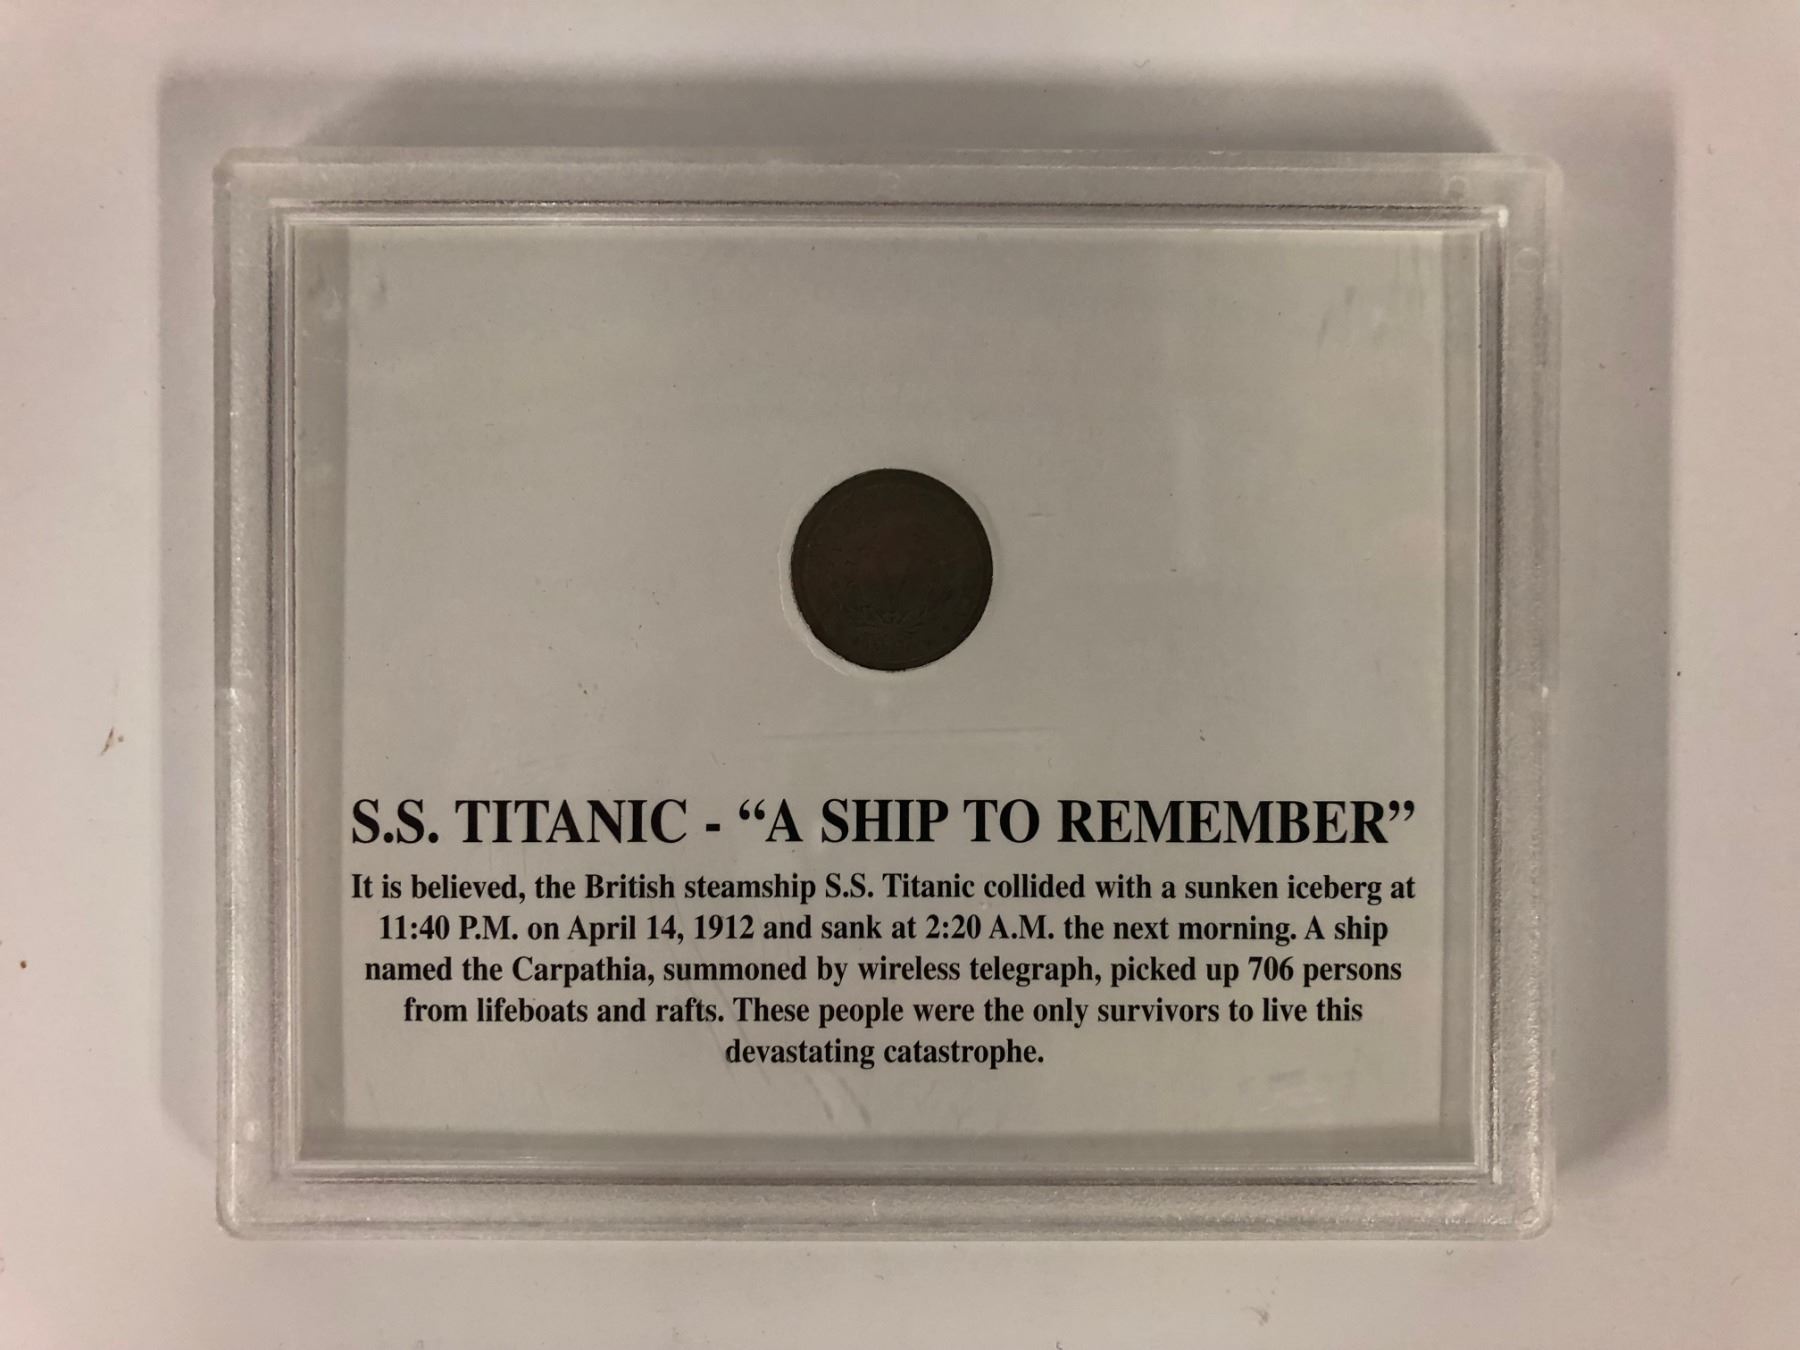 S.S. TITANIC - “A SHIP TO REMEMBER”
It is believed, the British steamship S.S. Titanic collided with a sunken iceberg at
11:40 P.M. on April 14, 1912 and sank at 2:20 A.M. the next morning. A ship
named the Carpathia, summoned by wireless telegraph, picked up 706 persons
from lifeboats and rafts. These people were the only survivors to live this
devastating catastrophe.